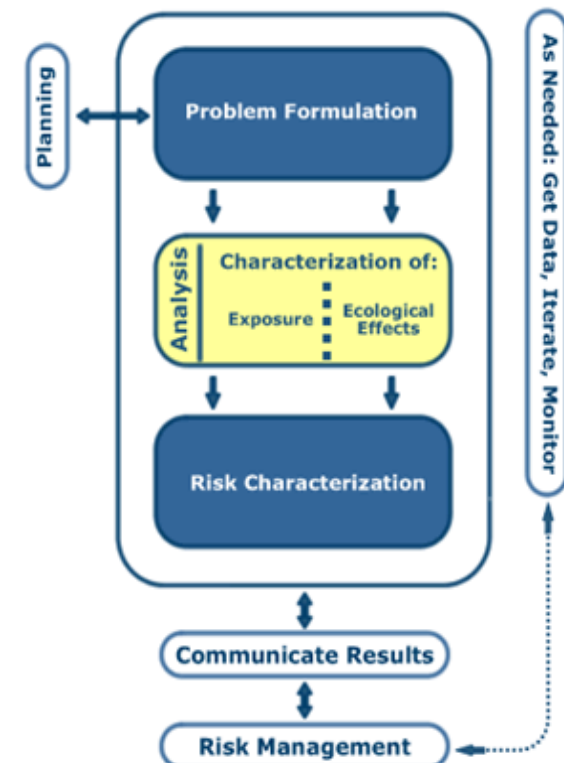 Planning
Problem Formulation
Analysis
Characterization of:
Exposure
Ecological
Effects
Risk Characterization
Communicate Results
Risk Management
As Needed: Get Data, Iterate, Monitor